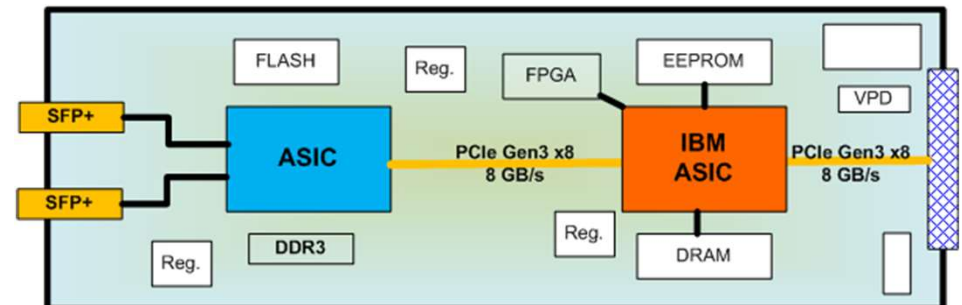 FLASH
Reg.
FPGA
EEPROM
VPD
SFP+
ASIC
PCIe Gen3 x8
8 GB/s
IBM
ASIC
PCIe Gen3 x8
8 GB/s
SFP+
Reg.
DDR3
Reg.
DRAM